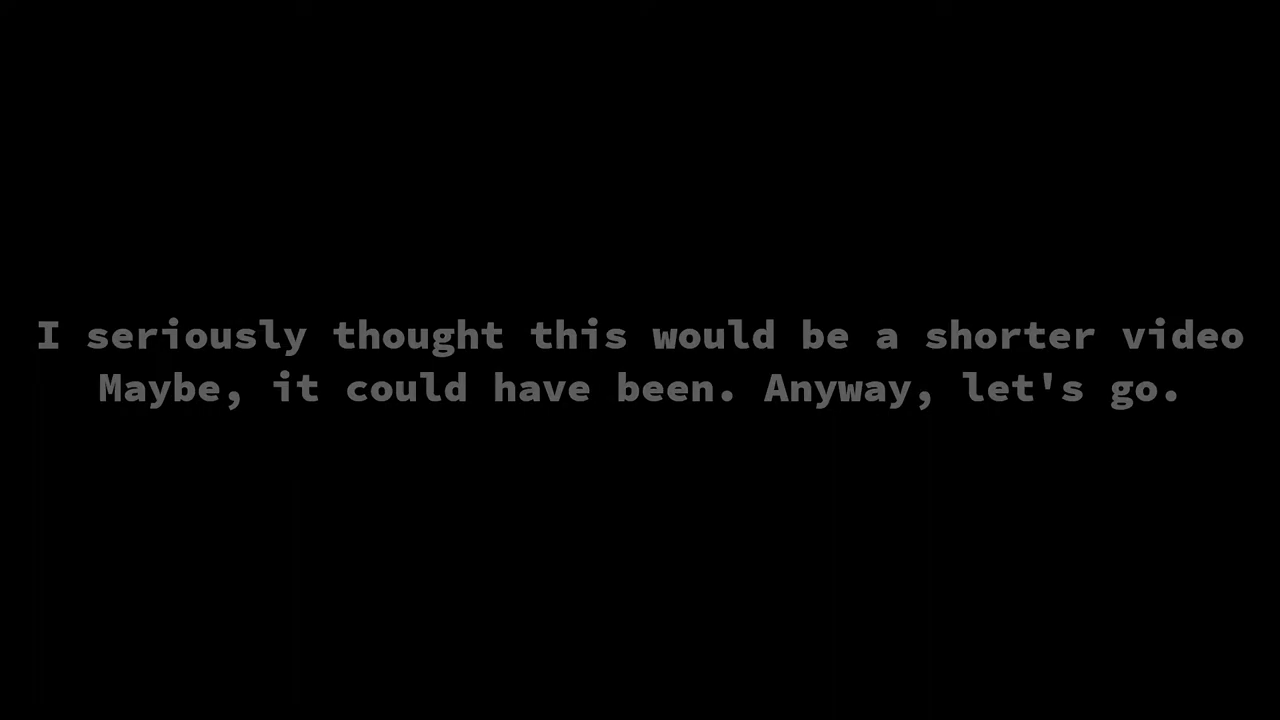 I seriously thought this would be a shorter video
Maybe, it could have been. Anyway, let's go.